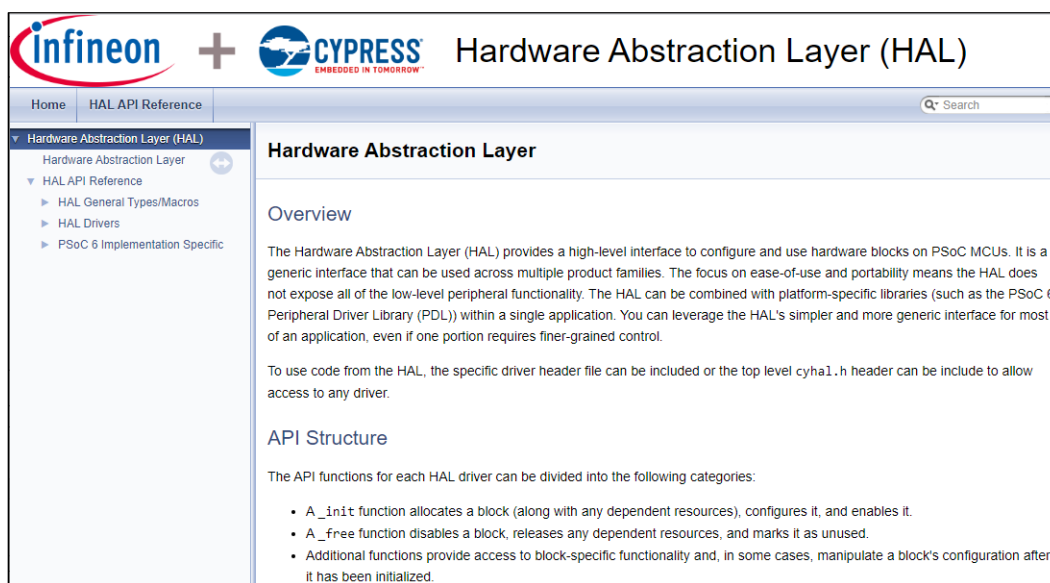 infineon + CYPRESS Hardware Abstraction Layer (HAL)
EMBEDDED IN TOMORROW™
Home HAL API Reference Search
Hardware Abstraction Layer (HAL)
Hardware Abstraction Layer
HAL API Reference
HAL General Types/Macros
HAL Drivers
PSoC 6 Implementation Specific
Hardware Abstraction Layer
Overview
The Hardware Abstraction Layer (HAL) provides a high-level interface to configure and use hardware blocks on PSoC MCUs. It is a
generic interface that can be used across multiple product families. The focus on ease-of-use and portability means the HAL does
not expose all of the low-level peripheral functionality. The HAL can be combined with platform-specific libraries (such as the PSoC 6
Peripheral Driver Library (PDL)) within a single application. You can leverage the HAL's simpler and more generic interface for most
of an application, even if one portion requires finer-grained control.
To use code from the HAL, the specific driver header file can be included or the top level cyhal.h header can be include to allow
access to any driver.
API Structure
The API functions for each HAL driver can be divided into the following categories:
• A _init function allocates a block (along with any dependent resources), configures it, and enables it.
• A _free function disables a block, releases any dependent resources, and marks it as unused.
• Additional functions provide access to block-specific functionality and, in some cases, manipulate a block's configuration after
it has been initialized.